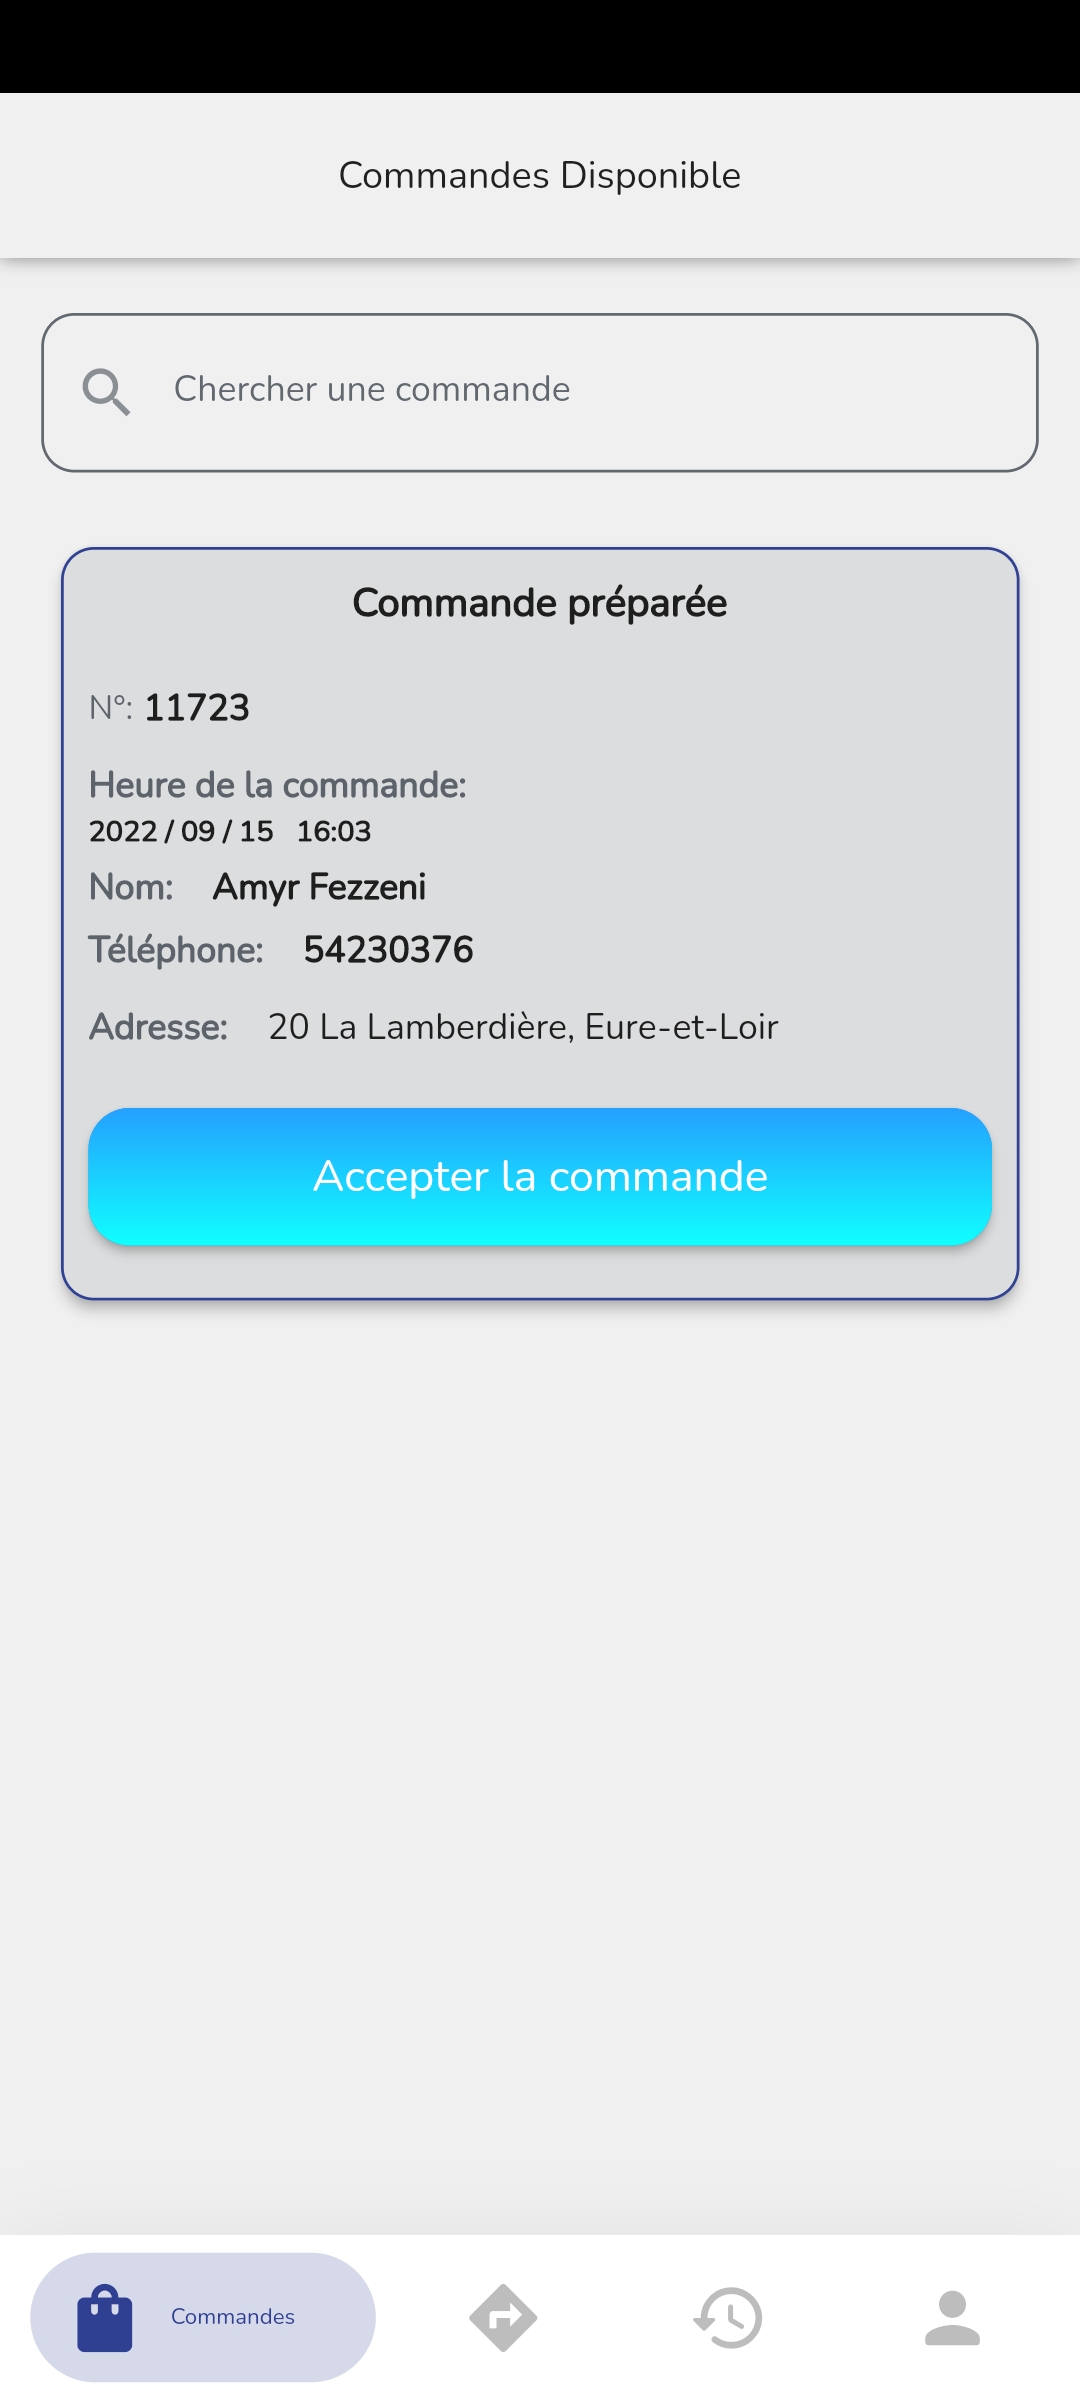 Commandes Disponible
Chercher une commande
Commande préparée
N°: 11723
Heure de la commande:
2022 / 09 / 15 16:03
Nom: Amyr Fezzeni
Téléphone: 54230376
Adresse: 20 La Lamberdière, Eure-et-Loir
Accepter la commande
Commandes